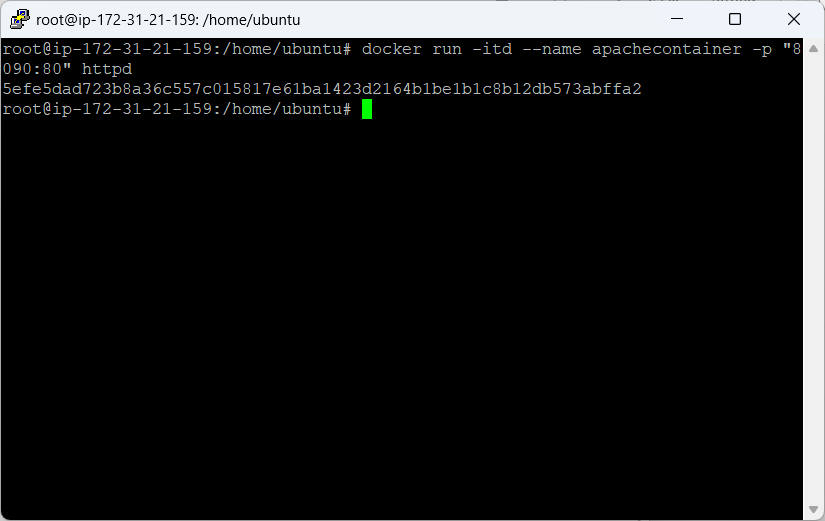 root@ip-172-31-21-159: /home/ubuntu
root@ip-172-31-21-159:/home/ubuntu# docker run -itd --name apachecontainer -p "8
090:80" httpd
5efe5dad723b8a36c557c015817e61ba1423d2164b1be1b1c8b12db573abffa2
root@ip-172-31-21-159:/home/ubuntu#